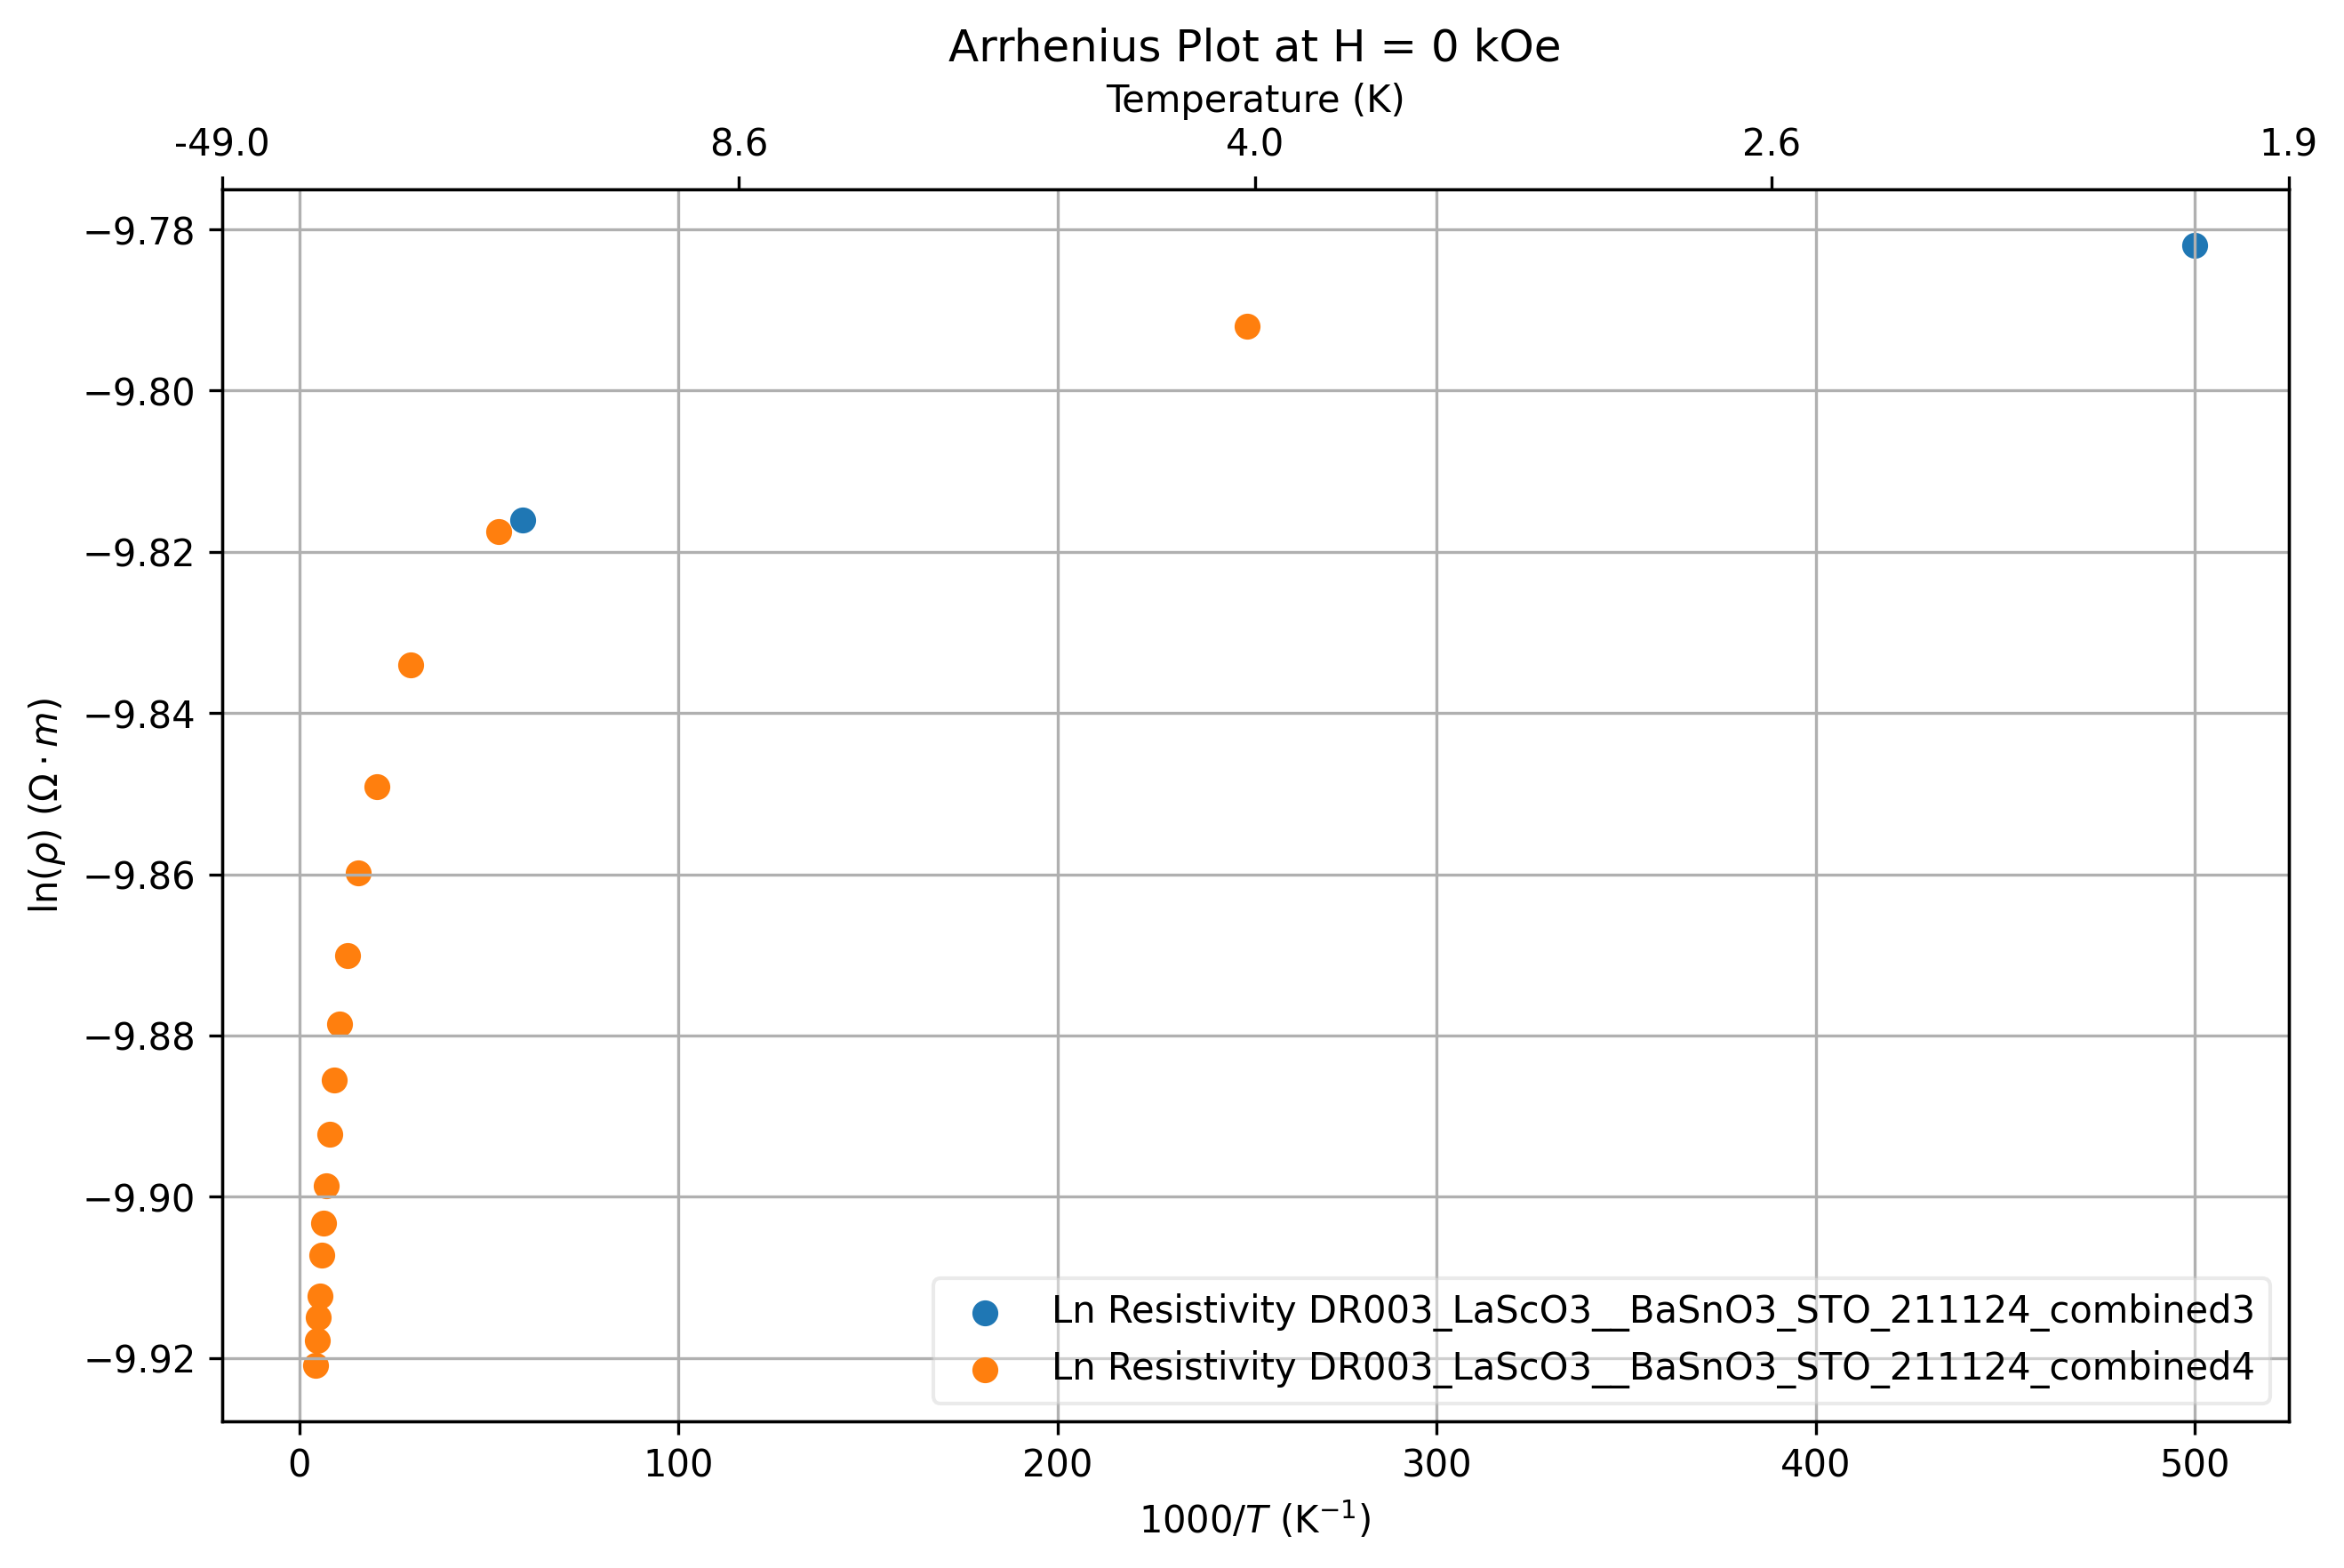 Arrhenius Plot at H = 0 kOe
Temperature (K)
-49.0 8.6 4.0 2.6 1.9
−9.78
−9.80
−9.82
−9.84
−9.86
−9.88
−9.90
−9.92
ln(ρ) (Ω · m)
Ln Resistivity DR003_LaScO3__BaSnO3_STO_211124_combined3
Ln Resistivity DR003_LaScO3__BaSnO3_STO_211124_combined4
0 100 200 300 400 500
1000/T (K⁻¹)